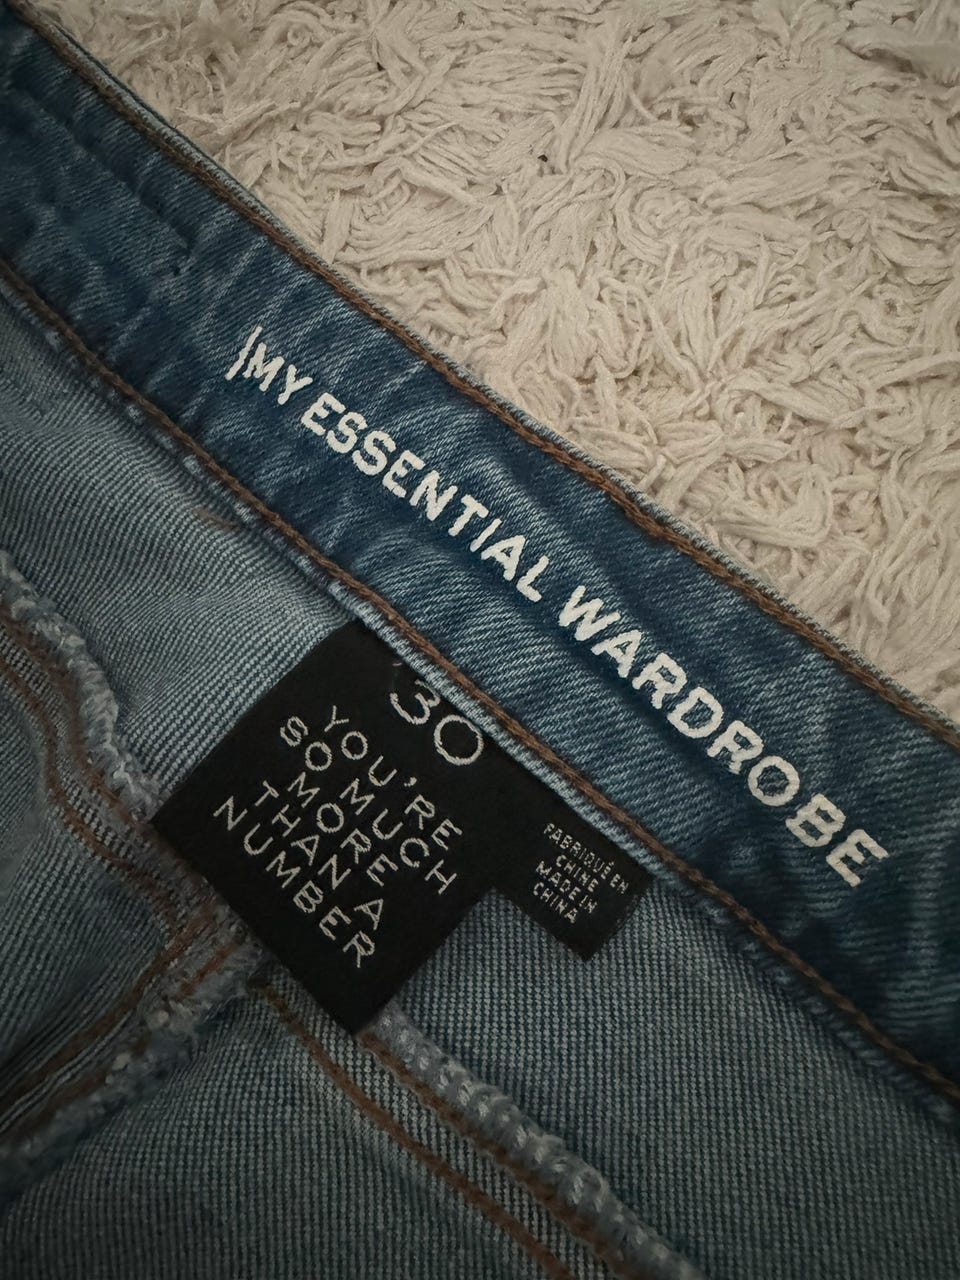 |MY ESSENTIAL WARDROBE
30
YOU'RE
SO MUCH
MORE
THAN A
NUMBER
FABRIQUÉ EN
CHINE
MADE IN
CHINA